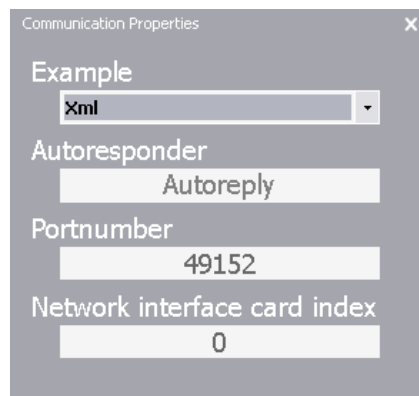 Communication Properties
Example
Xml
Autoresponder
Autoreply
Portnumber
49152
Network interface card index
0